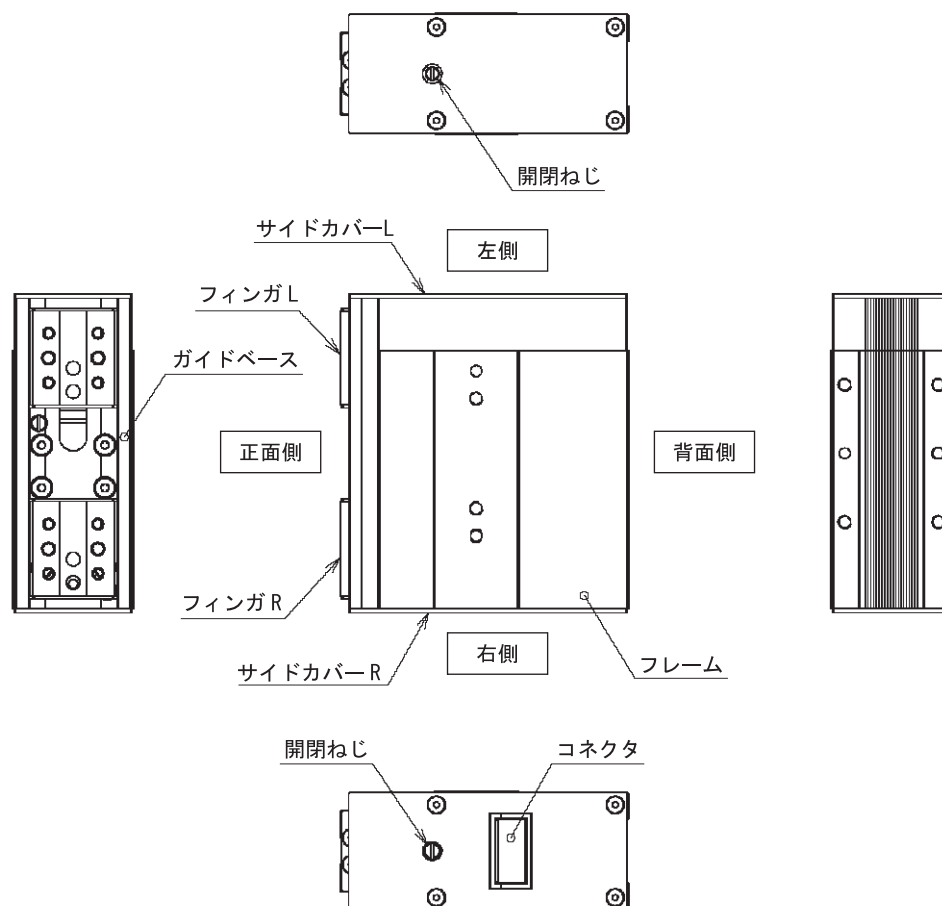 開閉ねじ
サイドカバーL
左側
フィンガL
ガイドベース
正面側
背面側
フィンガR
サイドカバーR
右側
フレーム
開閉ねじ
コネクタ